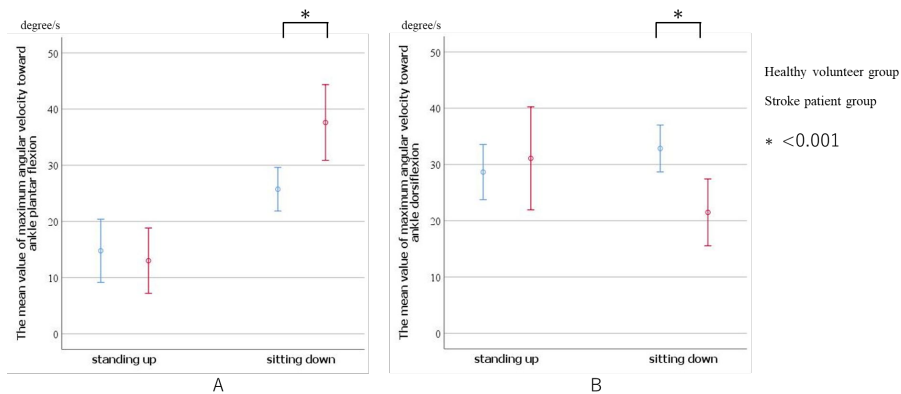 degree/s
*
The mean value of maximum angular velocity toward
ankle plantar flexion
50
40
30
20
10
0
standing up
sitting down
A
degree/s
*
The mean value of maximum angular velocity toward
ankle dorsiflexion
50
40
30
20
10
0
standing up
sitting down
B
Healthy volunteer group
Stroke patient group
* <0.001